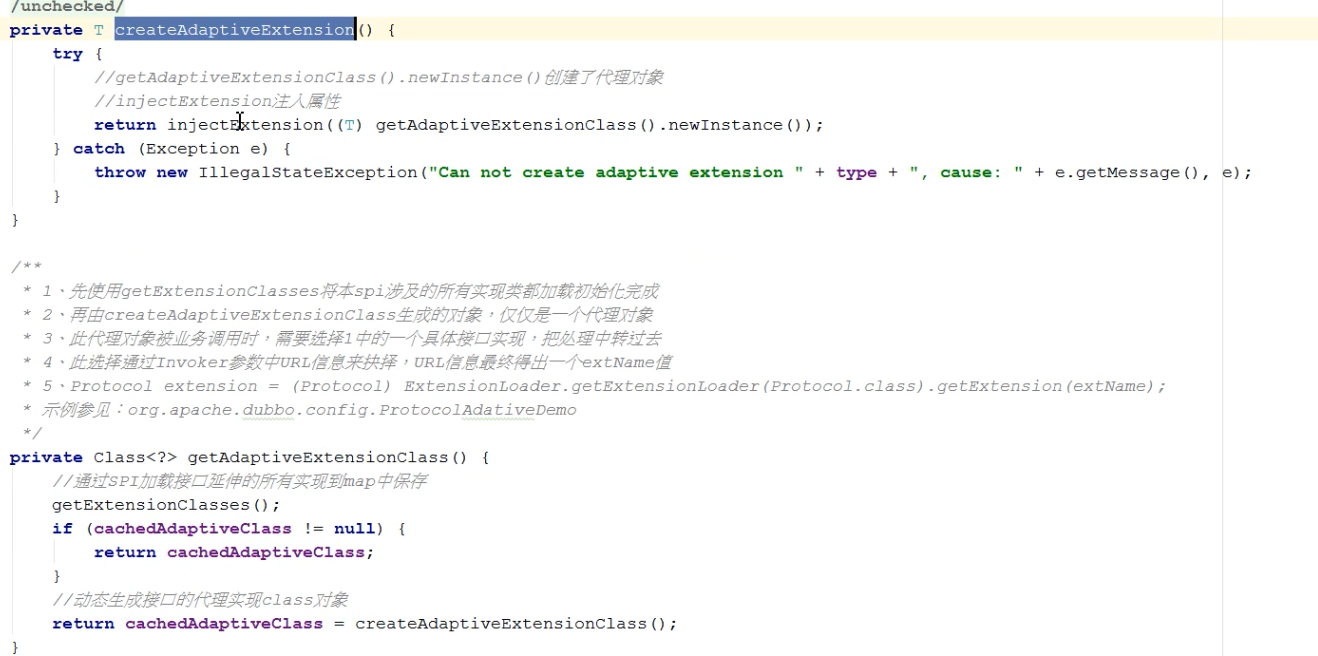 /unchecked/
private T createAdaptiveExtension() {
try {
//getAdaptiveExtensionClass().newInstance()创建了代理对象
//injectExtension注入属性
return injectExtension((T) getAdaptiveExtensionClass().newInstance());
} catch (Exception e) {
throw new IllegalStateException("Can not create adaptive extension " + type + ", cause: " + e.getMessage(), e);
}
}
/**
* 1、先使用getExtensionClasses将本spi涉及的所有实现类都加载初始化完成
* 2、再由createAdaptiveExtensionClass生成的对象，仅仅是一个代理对象
* 3、此代理对象被业务调用时，需要选择1中的一个具体接口实现，把处理中转过去
* 4、此选择通过Invoker参数中URL信息来抉择，URL信息最终得出一个extName值
* 5、Protocol extension = (Protocol) ExtensionLoader.getExtensionLoader(Protocol.class).getExtension(extName);
* 示例参见：org.apache.dubbo.config.ProtocolAdativeDemo
*/
private Class<?> getAdaptiveExtensionClass() {
//通过SPI加载接口延伸的所有实现到map中保存
getExtensionClasses();
if (cachedAdaptiveClass != null) {
return cachedAdaptiveClass;
}
//动态生成接口的代理实现class对象
return cachedAdaptiveClass = createAdaptiveExtensionClass();
}